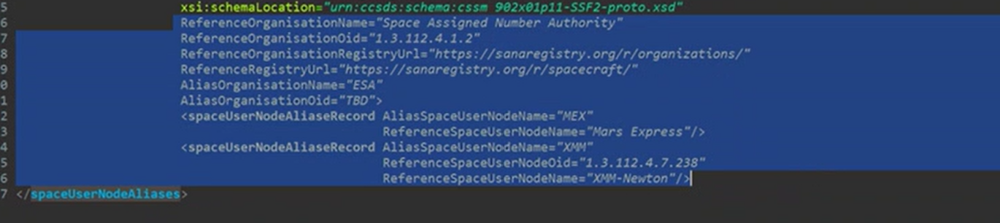 5 xsi:schemaLocation="urn:ccsds:schema:cssm 902x01p11-SSF2-proto.xsd"
6 ReferenceOrganisationName="Space Assigned Number Authority"
7 ReferenceOrganisationOid="1.3.112.4.1.2"
8 ReferenceOrganisationRegistryUrl="https://sanaregistry.org/r/organizations/"
9 ReferenceRegistryUrl="https://sanaregistry.org/r/spacecraft/"
0 AliasOrganisationName="ESA"
1 AliasOrganisationOid="TBD">
2 <spaceUserNodeAliaseRecord AliasSpaceUserNodeName="MEX"
3 ReferenceSpaceUserNodeName="Mars Express"/>
4 <spaceUserNodeAliaseRecord AliasSpaceUserNodeName="XMM"
5 ReferenceSpaceUserNodeOid="1.3.112.4.7.238"
6 ReferenceSpaceUserNodeName="XMM-Newton"/>
7 </spaceUserNodeAliases>